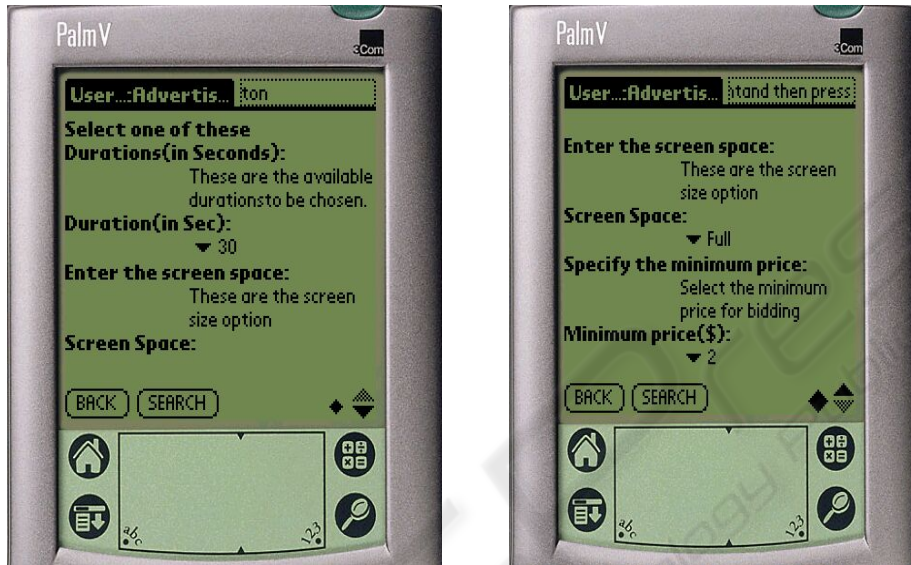 PalmV
3Com
User...:Advertis... ton
Select one of these
Durations(in Seconds):
These are the available
durationsto be chosen.
Duration(in Sec):
30
Enter the screen space:
These are the screen
size option
Screen Space:
BACK SEARCH
abc 123
PalmV
3Com
User...:Advertis... tand then press
Enter the screen space:
These are the screen
size option
Screen Space:
Full
Specify the minimum price:
Select the minimum
price for bidding
Minimum price($):
2
BACK SEARCH
abc 123